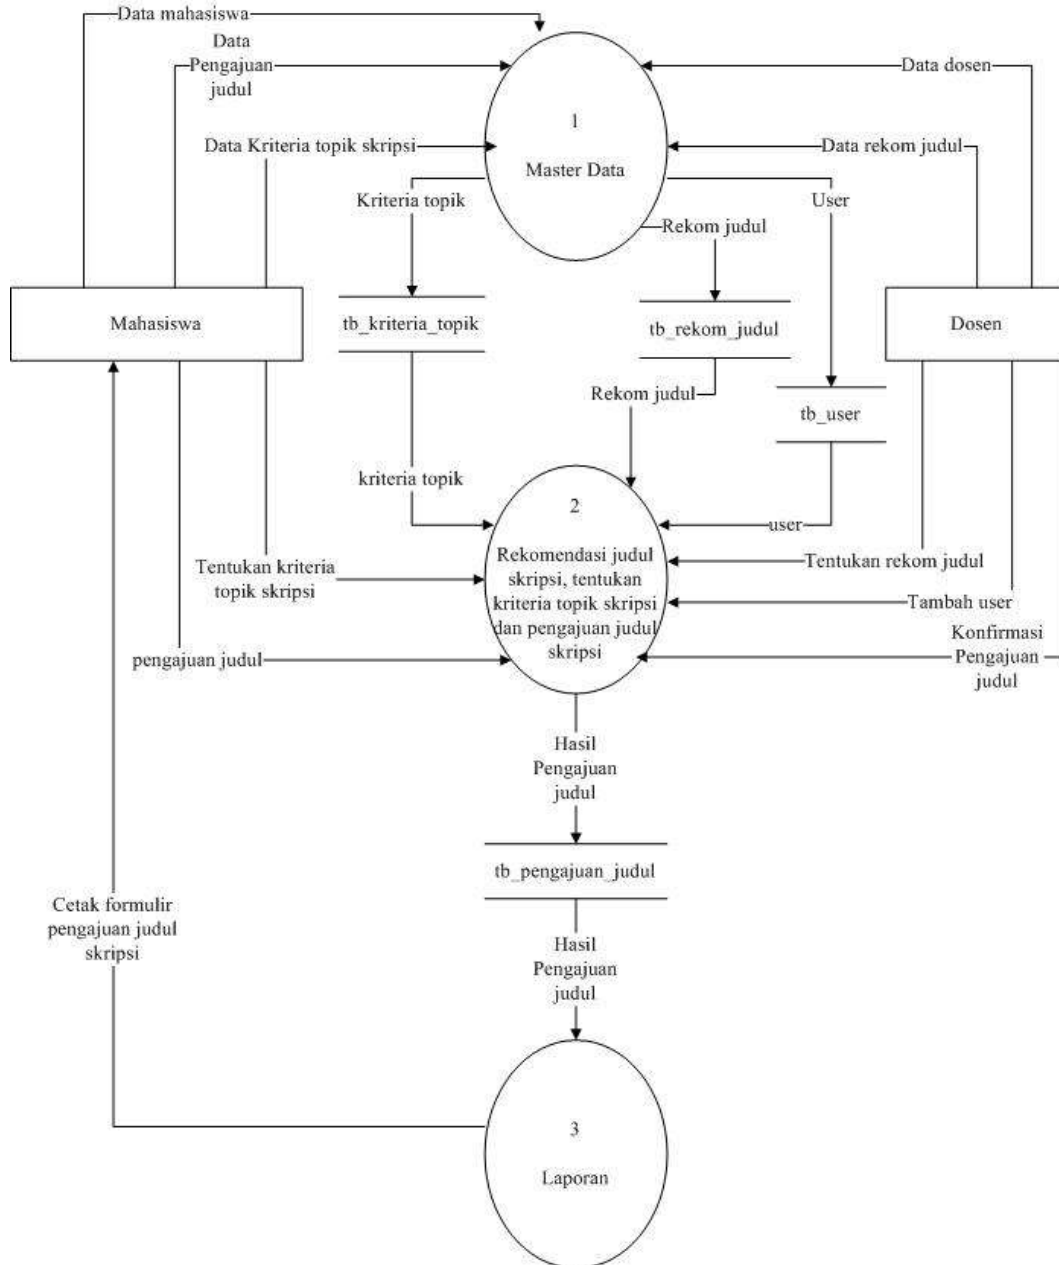 Data mahasiswa
Data
Pengajuan
judul
Data dosen
1
Master Data
Data Kriteria topik skripsi
Data rekom judul
Kriteria topik
User
Rekom judul
Mahasiswa
tb_kriteria_topik
tb_rekom_judul
Dosen
Rekom judul
tb_user
kriteria topik
2
user
Rekomendasi judul
skripsi, tentukan
kriteria topik skripsi
dan pengajuan judul
skripsi
Tentukan kriteria
topik skripsi
Tentukan rekom judul
Tambah user
pengajuan judul
Konfirmasi
Pengajuan
judul
Hasil
Pengajuan
judul
tb_pengajuan_judul
Cetak formulir
pengajuan judul
skripsi
Hasil
Pengajuan
judul
3
Laporan